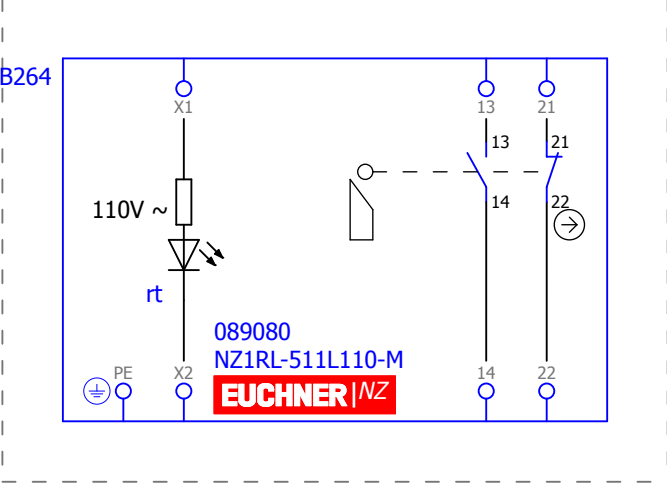 B264
X1
13
21
13
21
110V ~
14
22
rt
089080
NZ1RL-511L110-M
PE
X2
EUCHNER|NZ
14
22